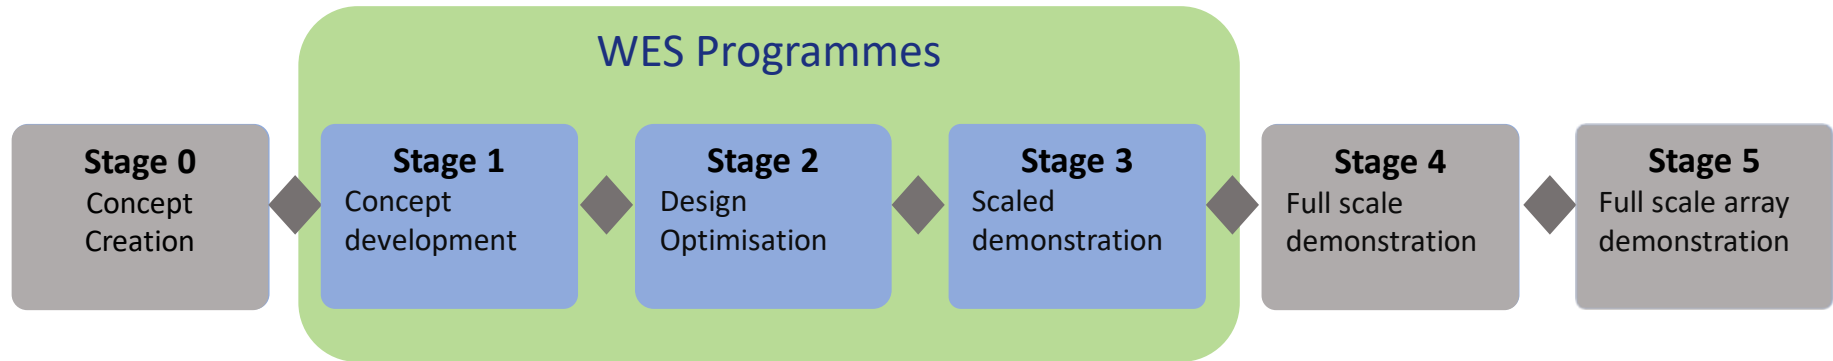 WES Programmes
Stage 0
Concept
Creation
Stage 1
Concept
development
Stage 2
Design
Optimisation
Stage 3
Scaled
demonstration
Stage 4
Full scale
demonstration
Stage 5
Full scale array
demonstration